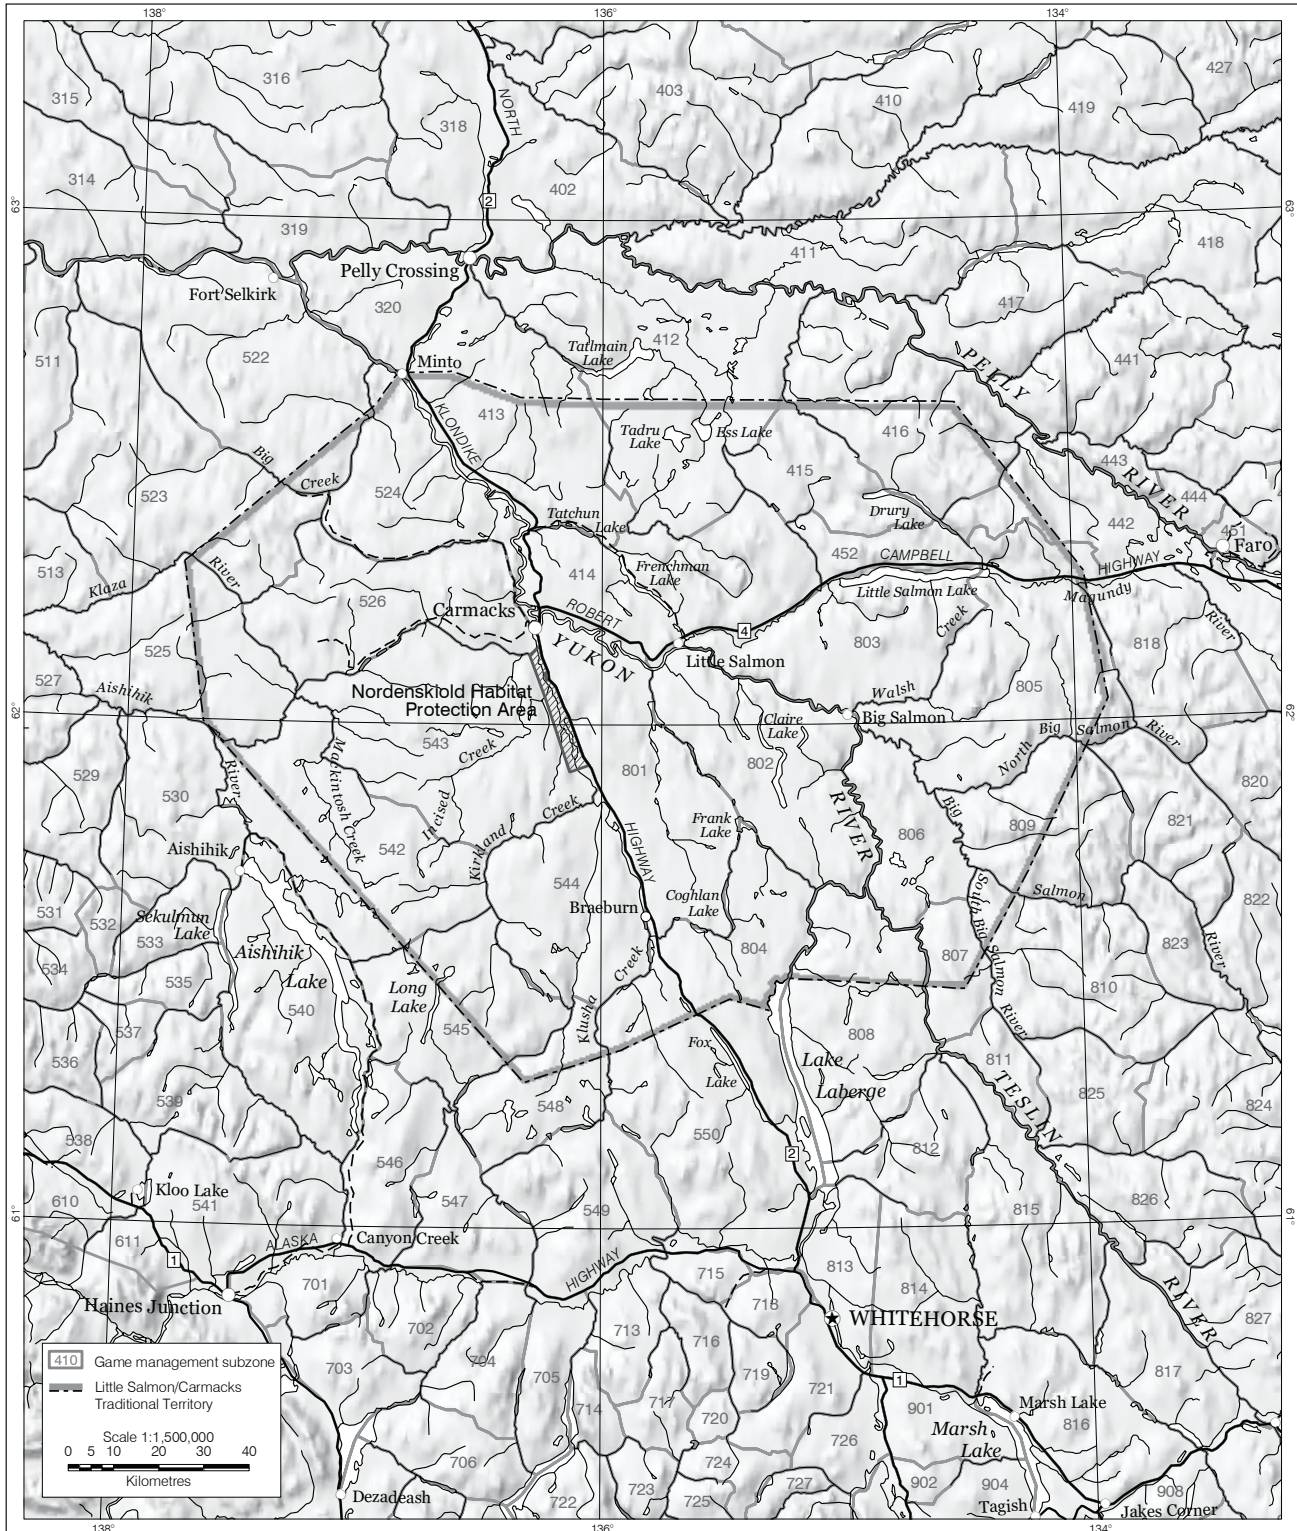 138°
136°
134°
427
316
403
410
315
419
NORTH
318
314
402
63°
2
63°
319
418
411
Pelly Crossing
Fort Selkirk
417
320
412
Tatlmain
Lake
511
522
441
Minto
PELLY
413
KLONDIKE
Tadru
Lake
Ess Lake
416
Big
Creek
443
415
RIVER
523
524
444
Drury
Lake
442
Tatchun
Lake
451
Faro
452
CAMPBELL
HIGHWAY
513
Klaza
River
414
Frenchman
Lake
Little Salmon Lake
Magundy
River
526
Carmacks
ROBERT
4
Creek
803
818
YUKON
525
Little Salmon
527
Aishihik
Nordenskiold Habitat
Protection Area
Walsh
805
62°
Claire
Lake
Big Salmon
62°
543
Creek
Big Salmon
River
North
Mackintosh Creek
801
802
529
River
530
820
Incised
Creek
Big
RIVER
821
Frank
Lake
806
809
HIGHWAY
542
Kirkland
Aishihik
544
South Big Salmon River
Salmon
822
Coghlan
Lake
531
Braeburn
532
Sekulmun
Lake
533
823
River
Aishihik
Lake
804
807
534
Creek
535
Long
Lake
810
540
Klusha
537
545
808
Fox
Lake
536
Lake
Laberge
811
TESLIN
825
539
548
824
550
538
812
2
546
Kloo Lake
541
826
610
547
549
815
61°
61°
611
ALASKA
Canyon Creek
HIGHWAY
1
813
715
701
814
RIVER
Haines Junction
718
WHITEHORSE
827
702
713
716
410
Game management subzone
704
703
817
705
719
Little Salmon/Carmacks
Traditional Territory
717
721
1
714
901
Marsh Lake
720
816
Marsh
Lake
Scale 1:1,500,000
726
0 5 10 20 30 40
706
724
Kilometres
727
902
904
723
908
Dezadeash
722
725
Tagish
Jakes Corner
138°
136°
134°